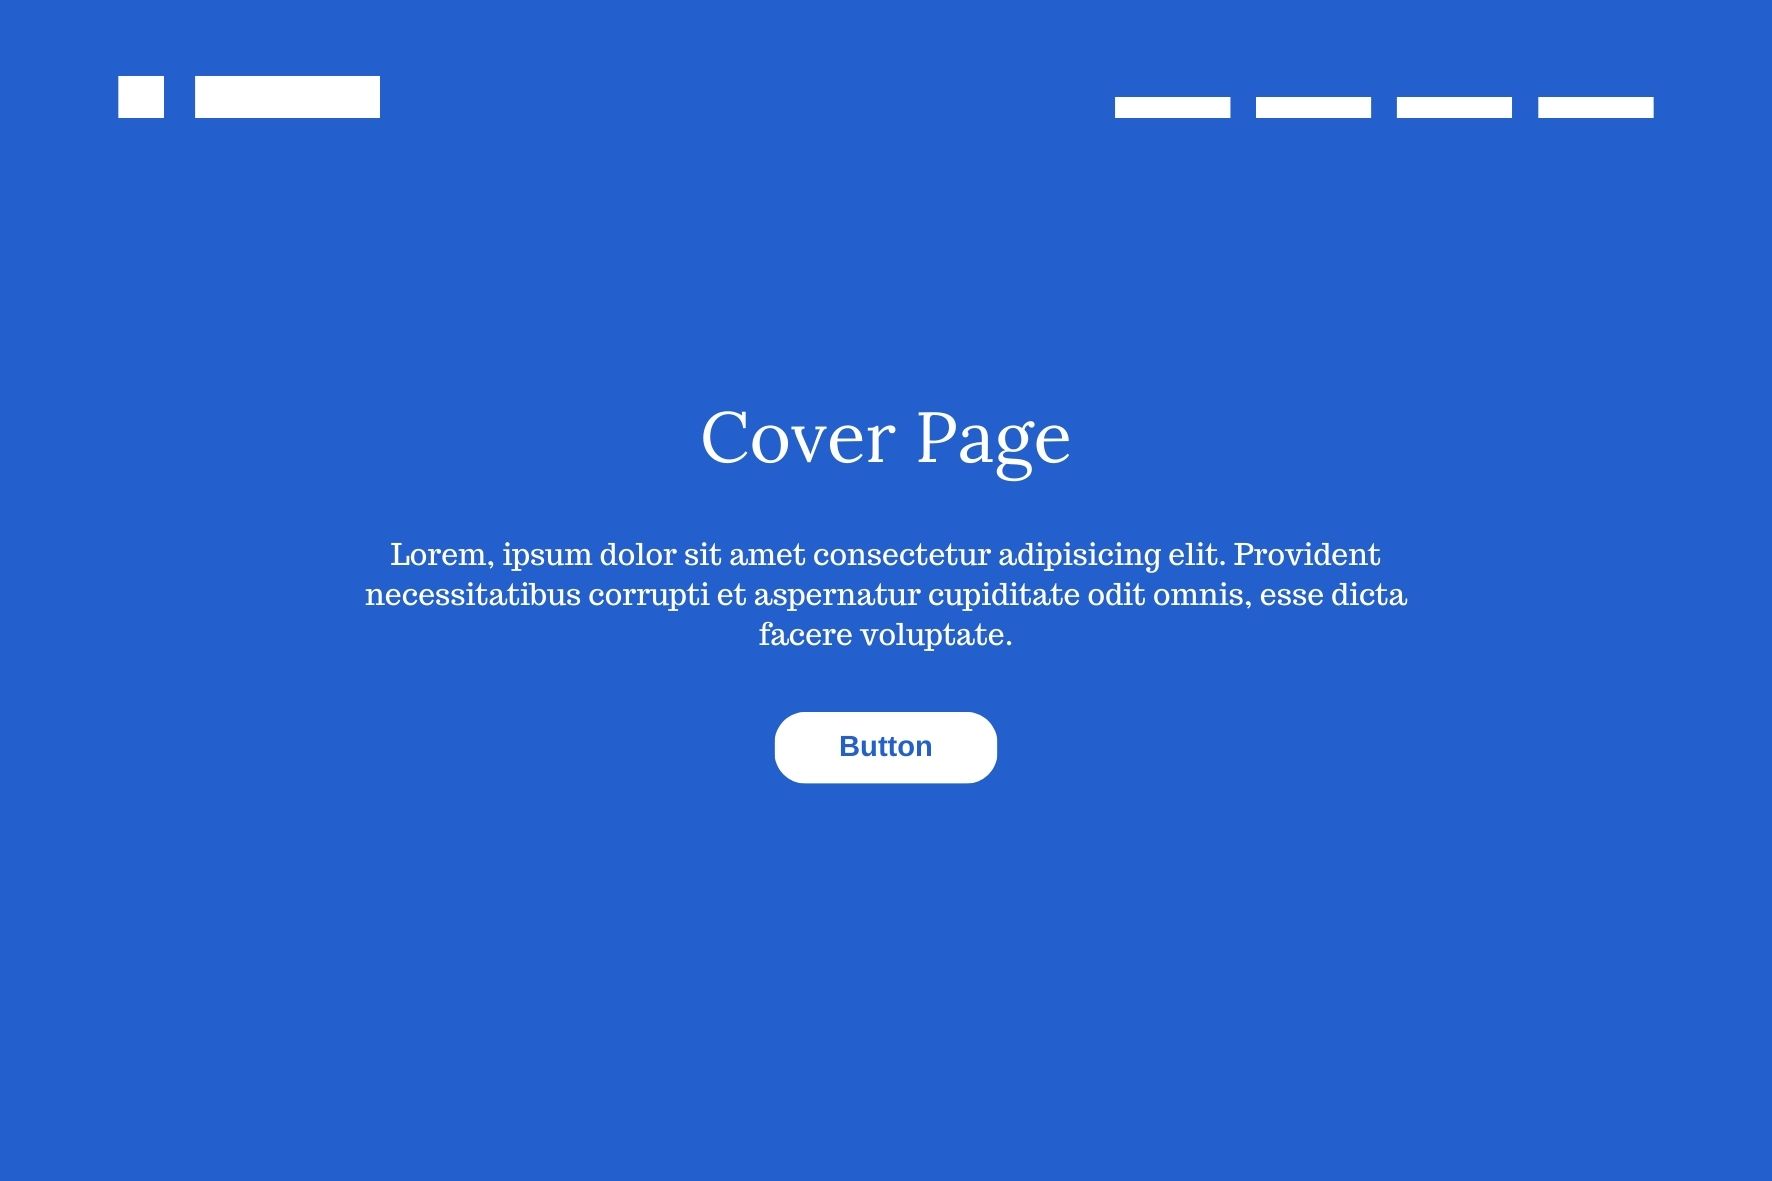 Cover Page
Lorem, ipsum dolor sit amet consectetur adipisicing elit. Provident
necessitatibus corrupti et aspernatur cupiditate odit omnis, esse dicta
facere voluptate.
Button